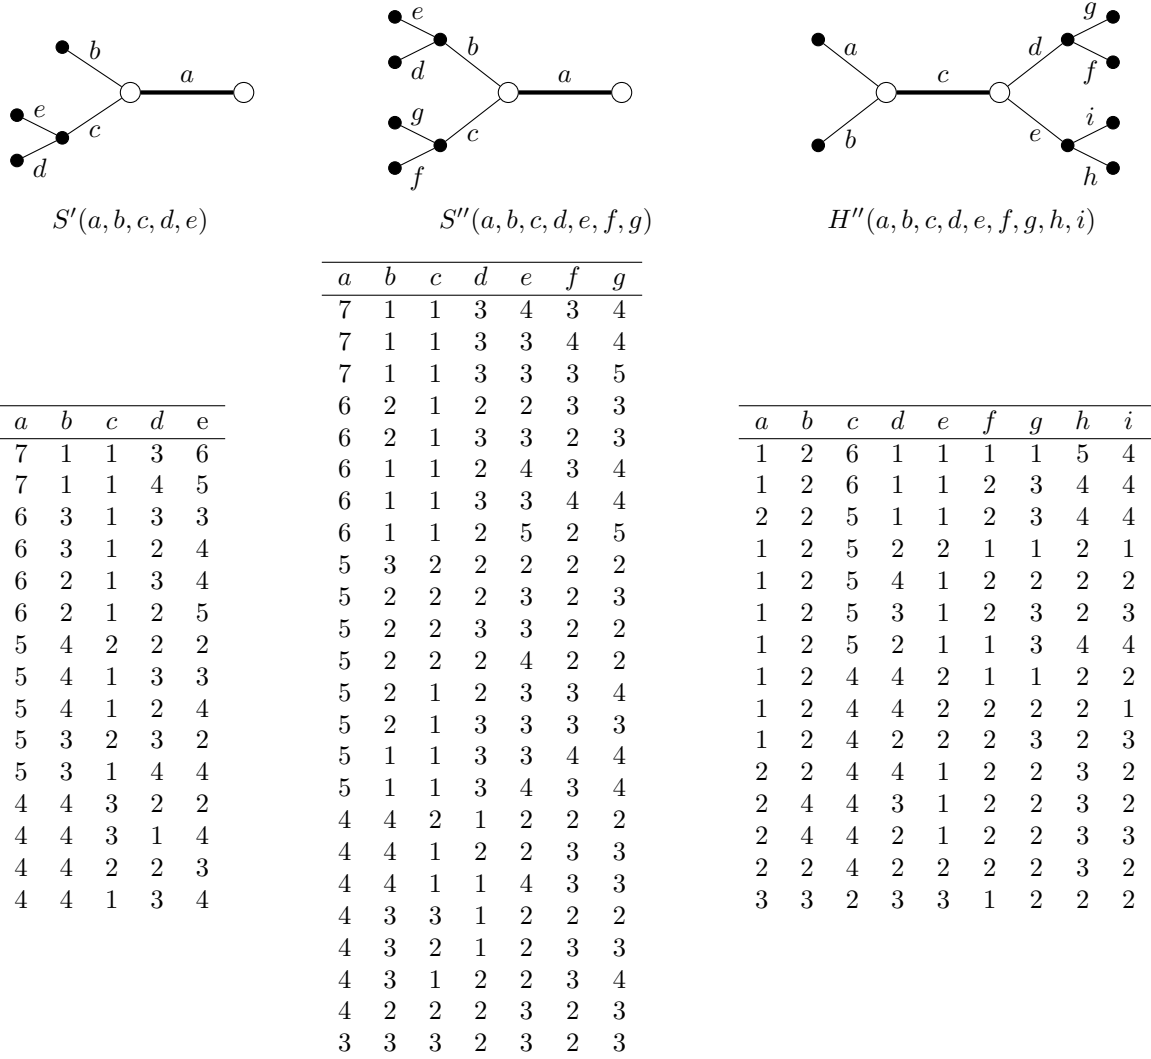 e
d
b
a
c
g
f
b
e
a
c
d
g
f
a
c
d
g
f
b
e
i
h
S′(a, b, c, d, e)
S′′(a, b, c, d, e, f, g)
H′′(a, b, c, d, e, f, g, h, i)
a b c d e
7 1 1 3 6
7 1 1 4 5
6 3 1 3 3
6 3 1 2 4
6 2 1 3 4
6 2 1 2 5
5 4 2 2 2
5 4 1 3 3
5 4 1 2 4
5 3 2 3 2
5 3 1 4 4
4 4 3 2 2
4 4 3 1 4
4 4 2 2 3
4 4 1 3 4
a b c d e f g
7 1 1 3 4 3 4
7 1 1 3 3 4 4
7 1 1 3 3 3 5
6 2 1 2 2 3 3
6 2 1 3 3 2 3
6 1 1 2 4 3 4
6 1 1 3 3 4 4
6 1 1 2 5 2 5
5 3 2 2 2 2 2
5 2 2 2 3 2 3
5 2 2 3 3 2 2
5 2 2 2 4 2 2
5 2 1 2 3 3 4
5 2 1 3 3 3 3
5 1 1 3 3 4 4
5 1 1 3 4 3 4
4 4 2 1 2 2 2
4 4 1 2 2 3 3
4 4 1 1 4 3 3
4 3 3 1 2 2 2
4 3 2 1 2 3 3
4 3 1 2 2 3 4
4 2 2 2 3 2 3
3 3 3 2 3 2 3
a b c d e f g h i
1 2 6 1 1 1 1 5 4
1 2 6 1 1 2 3 4 4
2 2 5 1 1 2 3 4 4
1 2 5 2 2 1 1 2 1
1 2 5 4 1 2 2 2 2
1 2 5 3 1 2 3 2 3
1 2 5 2 1 1 3 4 4
1 2 4 4 2 1 1 2 2
1 2 4 4 2 2 2 2 1
1 2 4 2 2 2 3 2 3
2 2 4 4 1 2 2 3 2
2 4 4 3 1 2 2 3 2
2 4 4 2 1 2 2 3 3
2 2 4 2 2 2 2 3 2
3 3 2 3 3 1 2 2 2